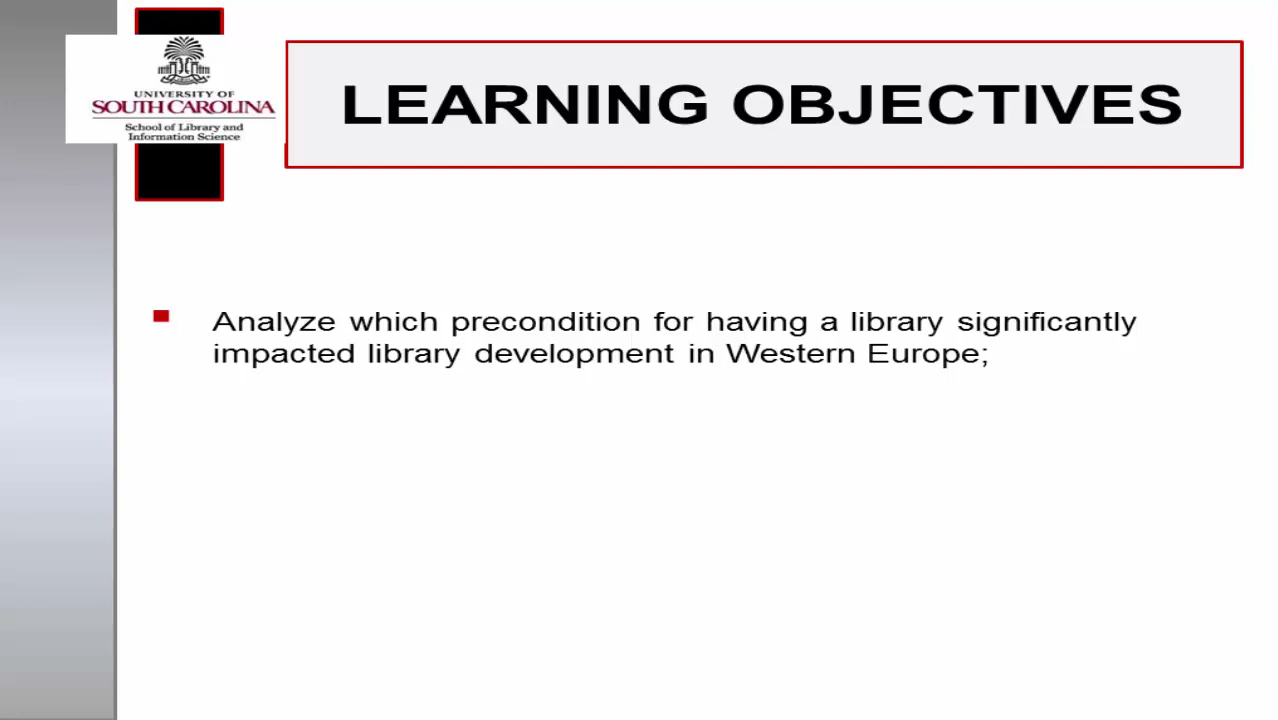 UNIVERSITY OF
SOUTH CAROLINA
School of Library and
Information Science
LEARNING OBJECTIVES
Analyze which precondition for having a library significantly
impacted library development in Western Europe;